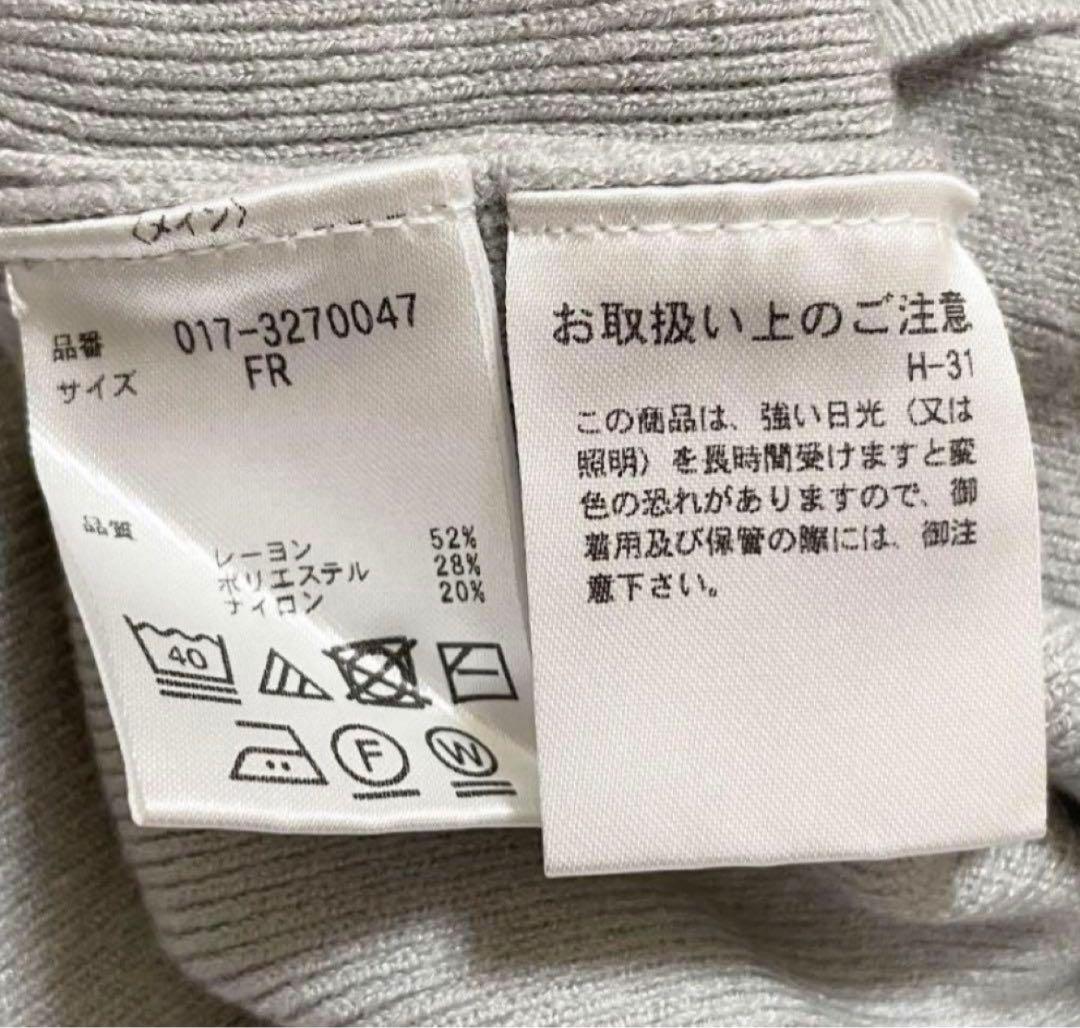 〈メイン〉
品番 017-3270047
サイズ FR
品質
レーヨン 52%
ポリエステル 28%
ナイロン 20%
40
F
W
お取扱い上のご注意
H-31
この商品は、強い日光（又は
照明）を長時間受けますと変
色の恐れがありますので、御
着用及び保管の際には、御注
意下さい。